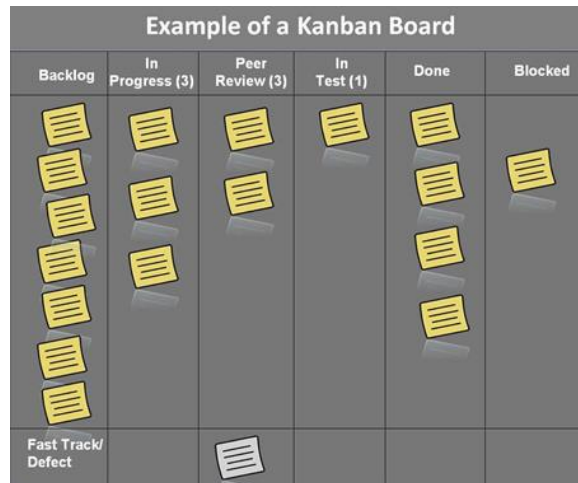 Example of a Kanban Board
Backlog
In
Progress (3)
Peer
Review (3)
In
Test (1)
Done
Blocked
Fast Track/
Defect